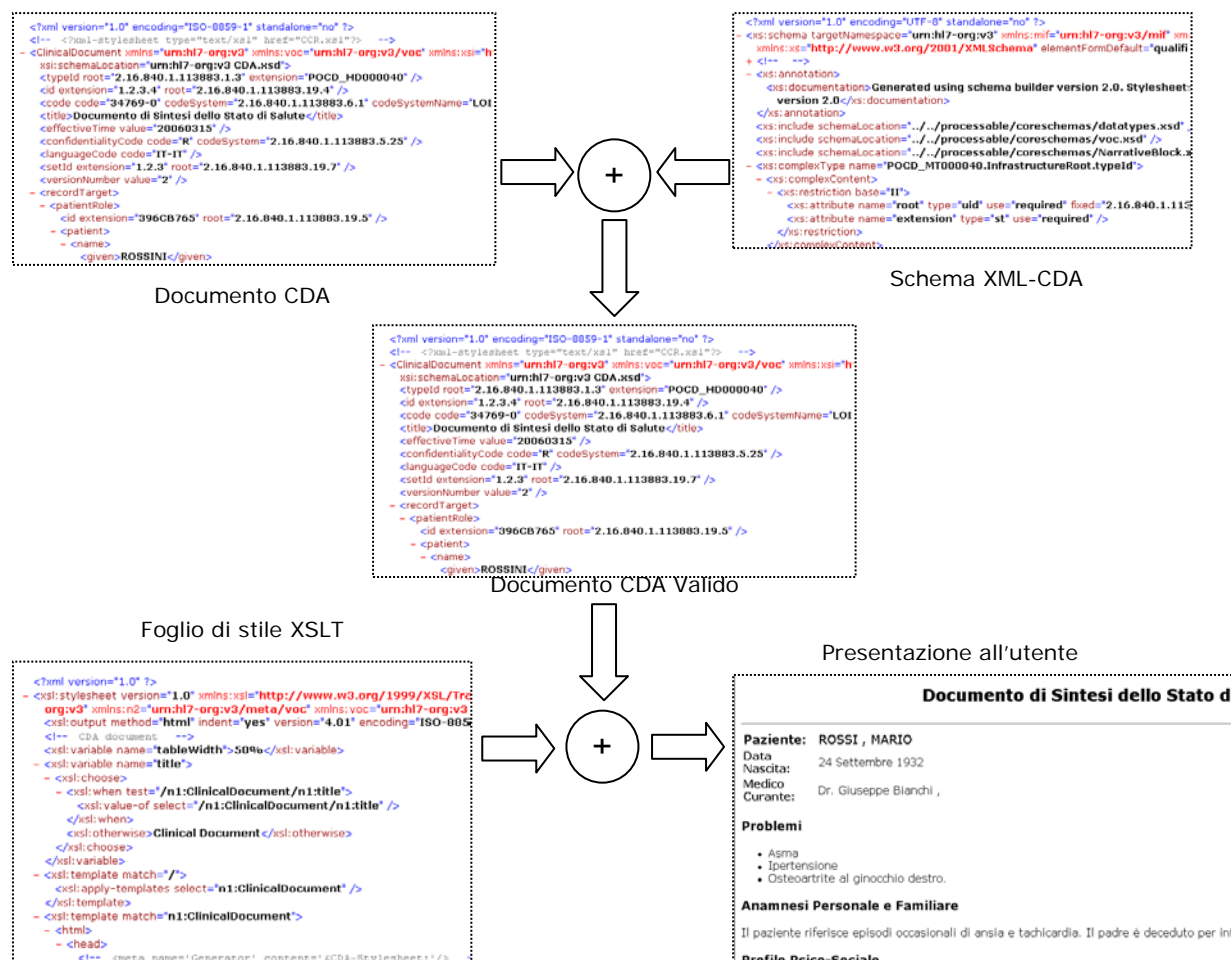 <?xml version="1.0" encoding="ISO-8859-1" standalone="no" ?>
<!-- <?xml-stylesheet type="text/xsl" href="CCR.xsl"?> -->
- <ClinicalDocument xmlns="urn:hl7-org:v3" xmlns:voc="urn:hl7-org:v3/voc" xmlns:xsi="h
xsi:schemaLocation="urn:hl7-org:v3 CDA.xsd">
<typeId root="2.16.840.1.113883.1.3" extension="POCD_HD000040" />
<id extension="1.2.3.4" root="2.16.840.1.113883.19.4" />
<code code="34769-0" codeSystem="2.16.840.1.113883.6.1" codeSystemName="LOI
<title>Documento di Sintesi dello Stato di Salute</title>
<effectiveTime value="20060315" />
<confidentialityCode code="R" codeSystem="2.16.840.1.113883.5.25" />
<languageCode code="IT-IT" />
<setId extension="1.2.3" root="2.16.840.1.113883.19.7" />
<versionNumber value="2" />
- <recordTarget>
- <patientRole>
<id extension="396CB765" root="2.16.840.1.113883.19.5" />
- <patient>
- <name>
<given>ROSSINI</given>
Documento CDA
+
<?xml version="1.0" encoding="UTF-8" standalone="no" ?>
- <xs:schema targetNamespace="urn:hl7-org:v3" xmlns:mif="urn:hl7-org:v3/mif" xm
xmlns:xs="http://www.w3.org/2001/XMLSchema" elementFormDefault="qualifi
+ <!-- -->
- <xs:annotation>
<xs:documentation>Generated using schema builder version 2.0. Stylesheet
version 2.0</xs:documentation>
</xs:annotation>
<xs:include schemaLocation="../../processable/coreschemas/datatypes.xsd" /
<xs:include schemaLocation="../../processable/coreschemas/voc.xsd" />
<xs:include schemaLocation="../../processable/coreschemas/NarrativeBlock.x
- <xs:complexType name="POCD_MT000040.InfrastructureRoot.typeId">
- <xs:complexContent>
- <xs:restriction base="II">
<xs:attribute name="root" type="uid" use="required" fixed="2.16.840.1.113
<xs:attribute name="extension" type="st" use="required" />
</xs:restriction>
</xs:complexContent>
Schema XML-CDA
<?xml version="1.0" encoding="ISO-8859-1" standalone="no" ?>
<!-- <?xml-stylesheet type="text/xsl" href="CCR.xsl"?> -->
- <ClinicalDocument xmlns="urn:hl7-org:v3" xmlns:voc="urn:hl7-org:v3/voc" xmlns:xsi="h
xsi:schemaLocation="urn:hl7-org:v3 CDA.xsd">
<typeId root="2.16.840.1.113883.1.3" extension="POCD_HD000040" />
<id extension="1.2.3.4" root="2.16.840.1.113883.19.4" />
<code code="34769-0" codeSystem="2.16.840.1.113883.6.1" codeSystemName="LOI
<title>Documento di Sintesi dello Stato di Salute</title>
<effectiveTime value="20060315" />
<confidentialityCode code="R" codeSystem="2.16.840.1.113883.5.25" />
<languageCode code="IT-IT" />
<setId extension="1.2.3" root="2.16.840.1.113883.19.7" />
<versionNumber value="2" />
- <recordTarget>
- <patientRole>
<id extension="396CB765" root="2.16.840.1.113883.19.5" />
- <patient>
- <name>
<given>ROSSINI</given>
Documento CDA Valido
Foglio di stile XSLT
<?xml version="1.0" ?>
- <xsl:stylesheet version="1.0" xmlns:xsl="http://www.w3.org/1999/XSL/Tra
org:v3" xmlns:n2="urn:hl7-org:v3/meta/voc" xmlns:voc="urn:hl7-org:v3
<xsl:output method="html" indent="yes" version="4.01" encoding="ISO-885
<!-- CDA document -->
<xsl:variable name="tableWidth">50%</xsl:variable>
- <xsl:variable name="title">
- <xsl:choose>
- <xsl:when test="/n1:ClinicalDocument/n1:title">
<xsl:value-of select="/n1:ClinicalDocument/n1:title" />
</xsl:when>
<xsl:otherwise>Clinical Document</xsl:otherwise>
</xsl:choose>
</xsl:variable>
- <xsl:template match="/">
<xsl:apply-templates select="n1:ClinicalDocument" />
</xsl:template>
- <xsl:template match="n1:ClinicalDocument">
- <html>
- <head>
<!-- <meta name='Generator' content='&CDA-Stylesheet;'/>
+
Presentazione all'utente
Documento di Sintesi dello Stato d
Paziente: ROSSI , MARIO
Data
Nascita: 24 Settembre 1932
Medico
Curante: Dr. Giuseppe Bianchi ,
Problemi
• Asma
• Ipertensione
• Osteoartrite al ginocchio destro.
Anamnesi Personale e Familiare
Il paziente riferisce episodi occasionali di ansia e tachicardia. Il padre è deceduto per in
Profilo Psico-Sociale